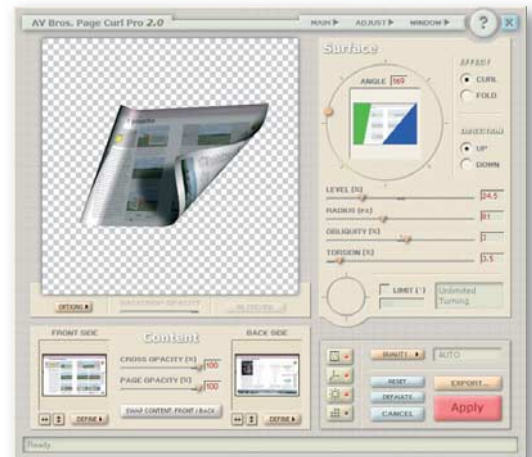 AV Bros. Page Curl Pro 2.0
MAIN ADJUST WINDOW ? X
Surface
ANGLE 169
EFFECT
CURL
FOLD
DIRECTION
UP
DOWN
LEVEL (%)
24.5
RADIUS (PX)
81
OBLIQUITY (%)
7
TORSION (%)
3.5
LIMIT (°)
Unlimited
Turning
OPTIONS
BACKDROP OPACITY
FRONT SIDE
Content
BACK SIDE
CROSS OPACITY (%)
100
PAGE OPACITY (%)
100
DEFINE
SWAP CONTENT: FRONT / BACK
DEFINE
QUALITY...
AUTO
RESET
EXPORT...
CANCEL
Apply
Ready